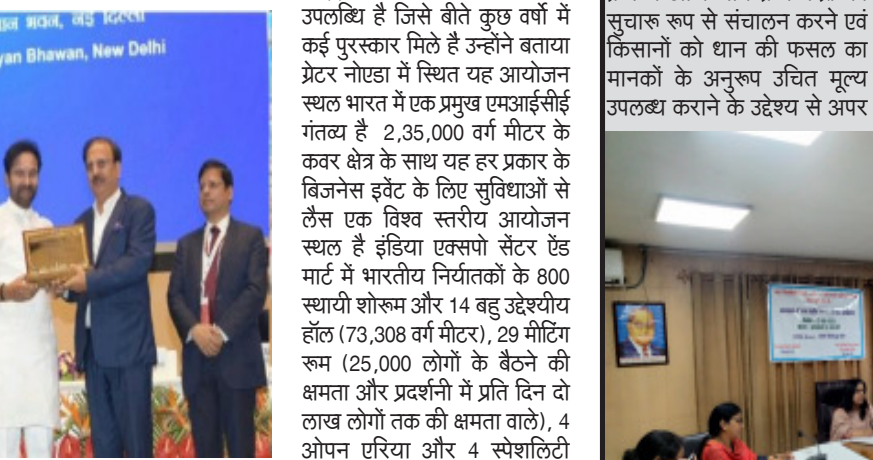 ान भवन, नई दिल्ली
yan Bhawan, New Delhi
उपलब्धि है जिसे बीते कुछ वर्षो में
कई पुरस्कार मिले है उन्होंने बताया
ग्रेटर नोएडा में स्थित यह आयोजन
स्थल भारत में एक प्रमुख एमआईसीई
गंतव्य है 2,35,000 वर्ग मीटर के
कवर क्षेत्र के साथ यह हर प्रकार के
बिजनेस इवेंट के लिए सुविधाओं से
लैस एक विश्व स्तरीय आयोजन
स्थल है इंडिया एक्सपो सेंटर ऐंड
मार्ट में भारतीय निर्यातकों के 800
स्थायी शोरूम और 14 बहु उद्देश्यीय
हॉल (73,308 वर्ग मीटर), 29 मीटिंग
रूम (25,000 लोगों के बैठने की
क्षमता और प्रदर्शनी में प्रति दिन दो
लाख लोगों तक की क्षमता वाले), 4
ओपन एरिया और 4 स्पेशलिटी
सुचारू रूप से संचालन करने एवं
किसानों को धान की फसल का
मानकों के अनुरूप उचित मूल्य
उपलब्ध कराने के उद्देश्य से अपर